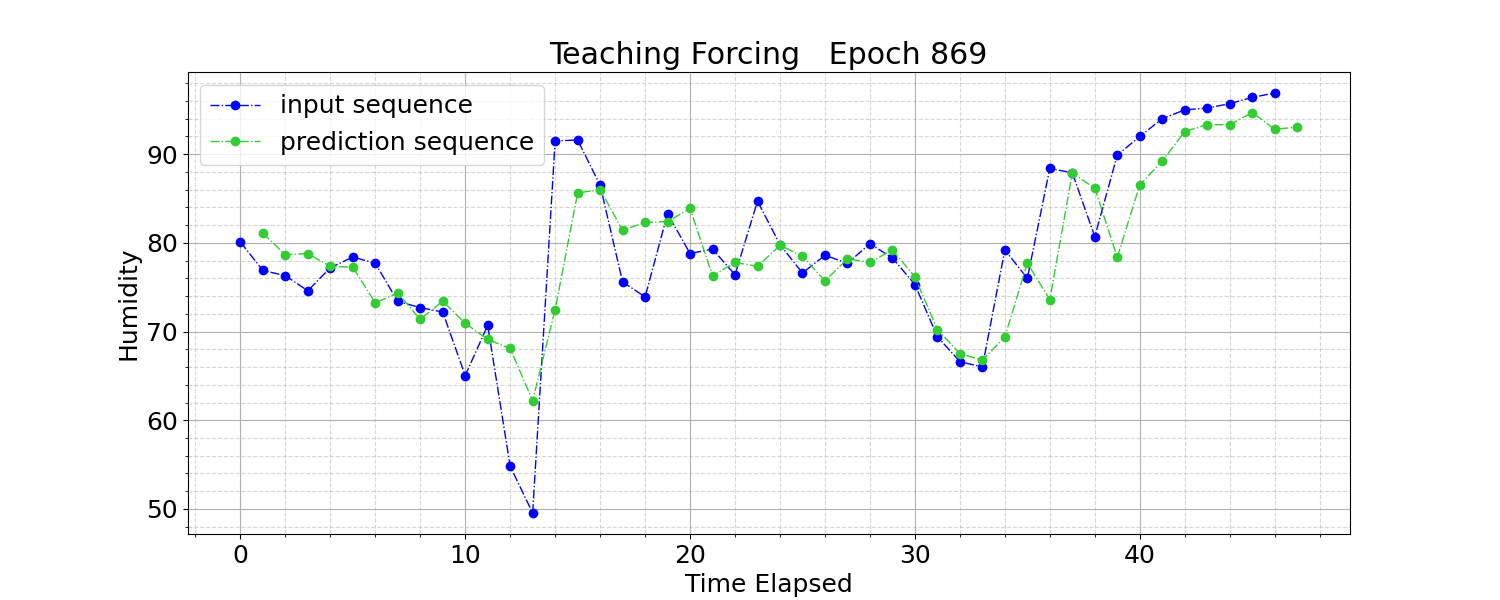 Teaching Forcing   Epoch 869
input sequence
prediction sequence
Humidity
90
80
70
60
50
0 10 20 30 40
Time Elapsed